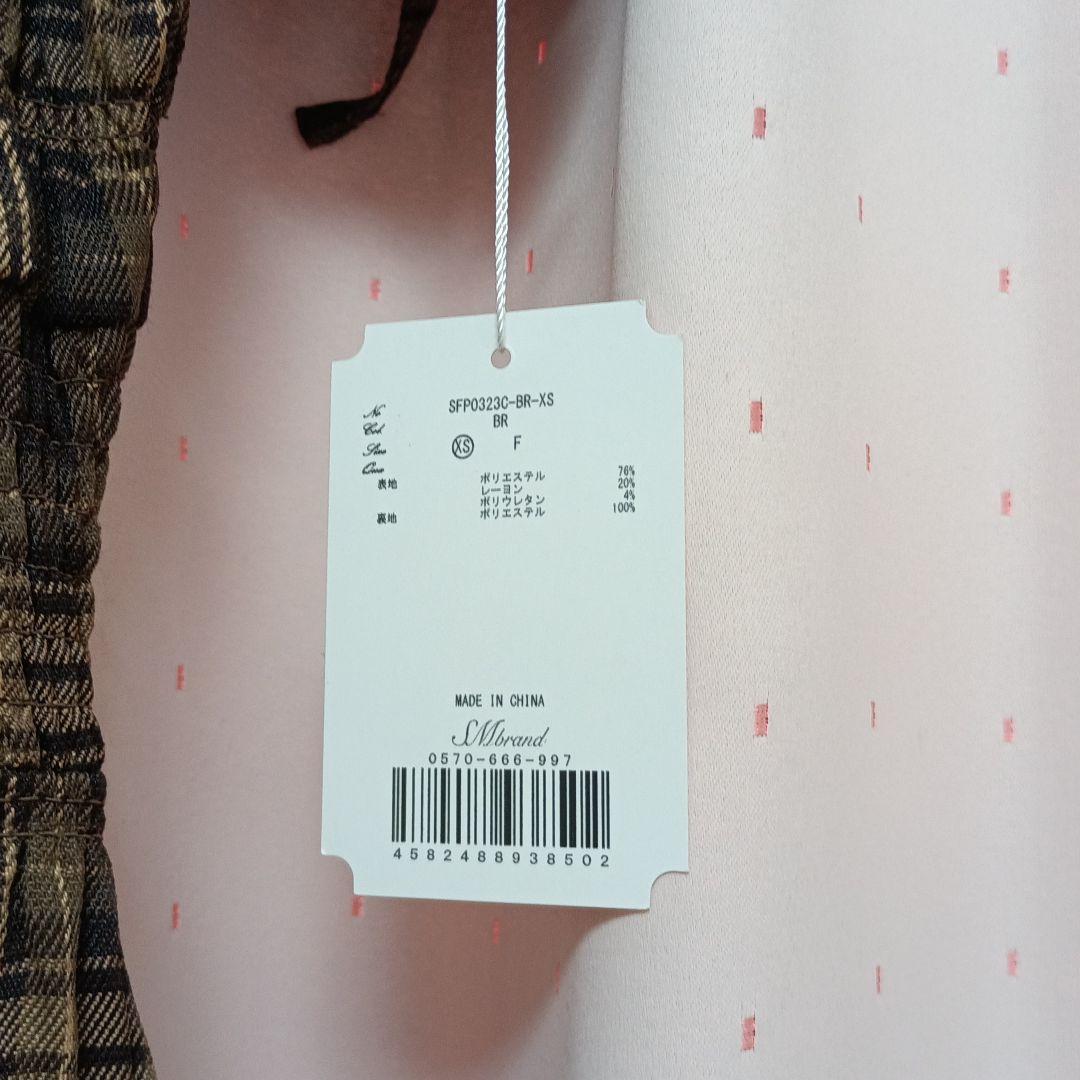 No SFP0323C-BR-XS
Col. BR
Size XS F
Qua
表地 ポリエステル 76%
レーヨン 20%
ポリウレタン 4%
裏地 ポリエステル 100%
MADE IN CHINA
SMbrand
0570-666-997
4582488938502